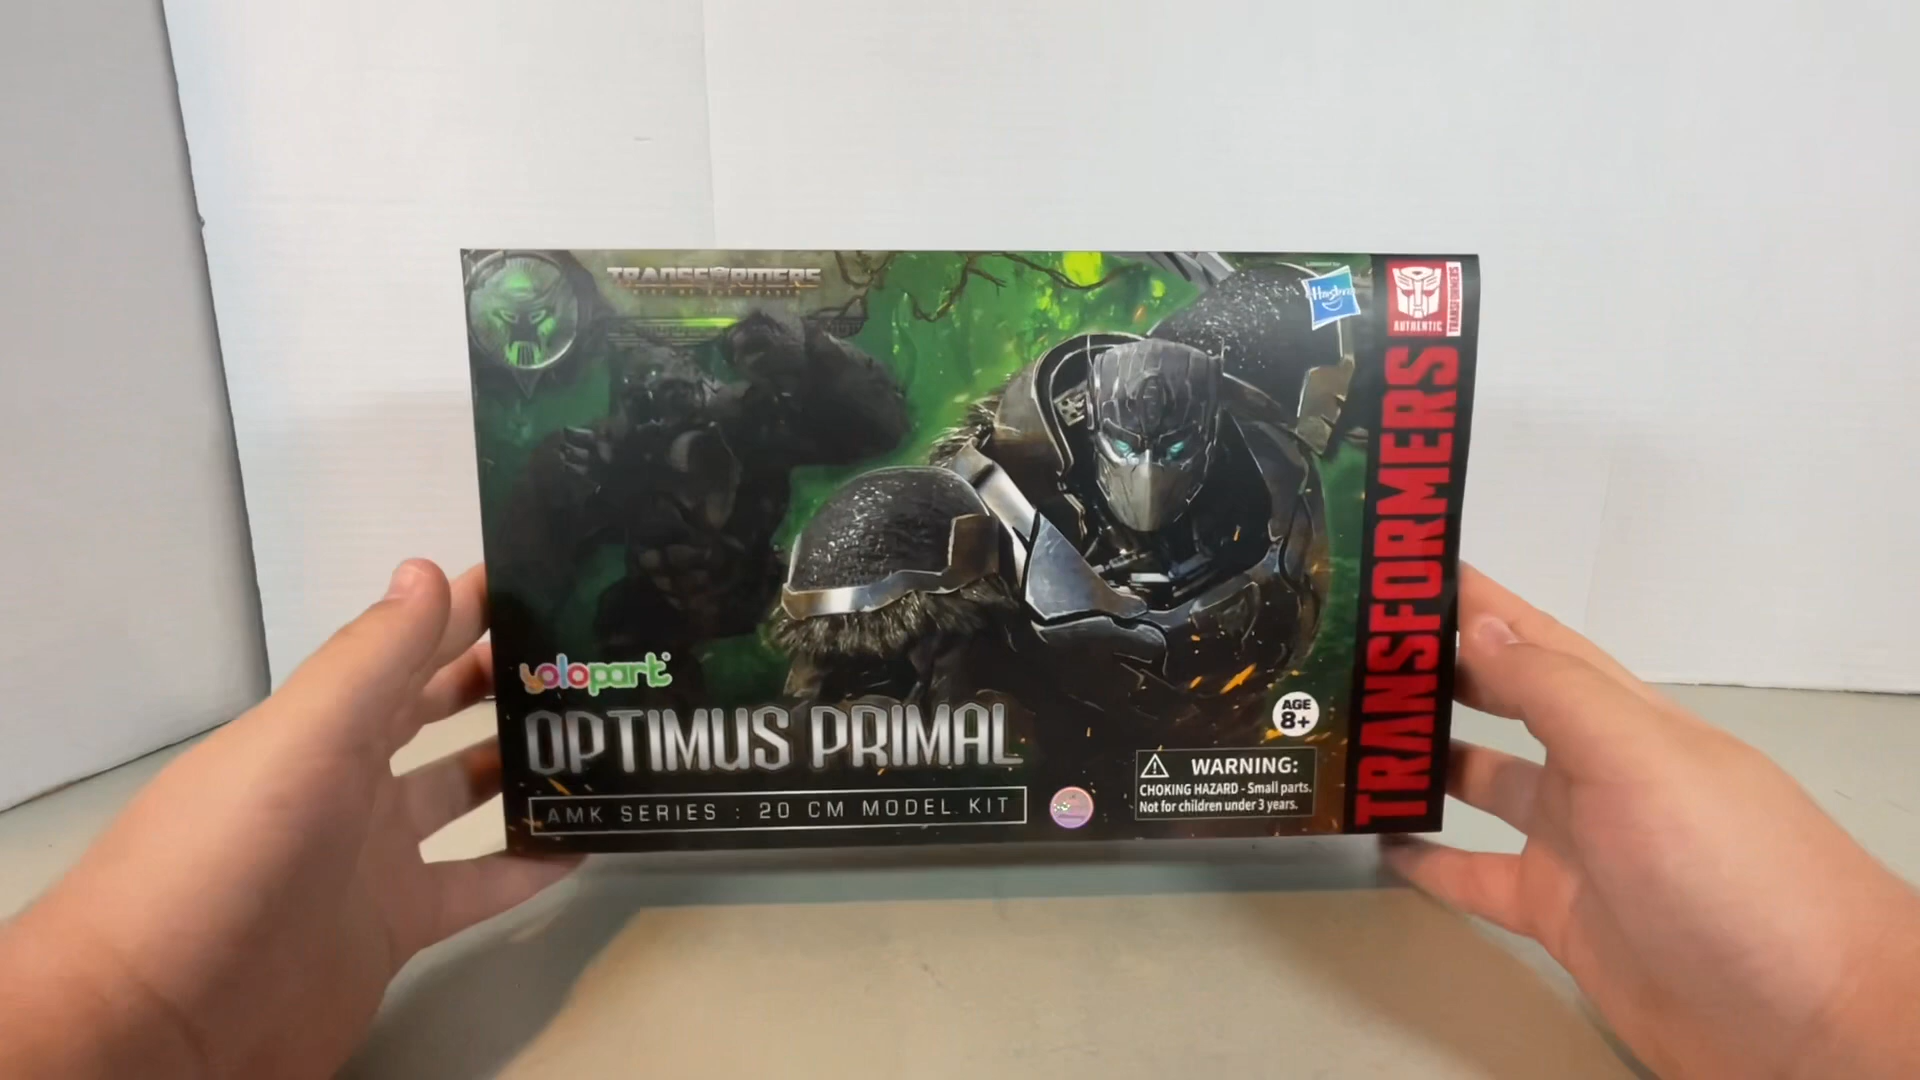 TRANSFORMERS
Hasbro
AUTHENTIC
TRANSFORMERS
TRANSFORMERS
yolopart
OPTIMUS PRIMAL
AMK SERIES : 20 CM MODEL KIT
AGE
8+
WARNING:
CHOKING HAZARD - Small parts.
Not for children under 3 years.